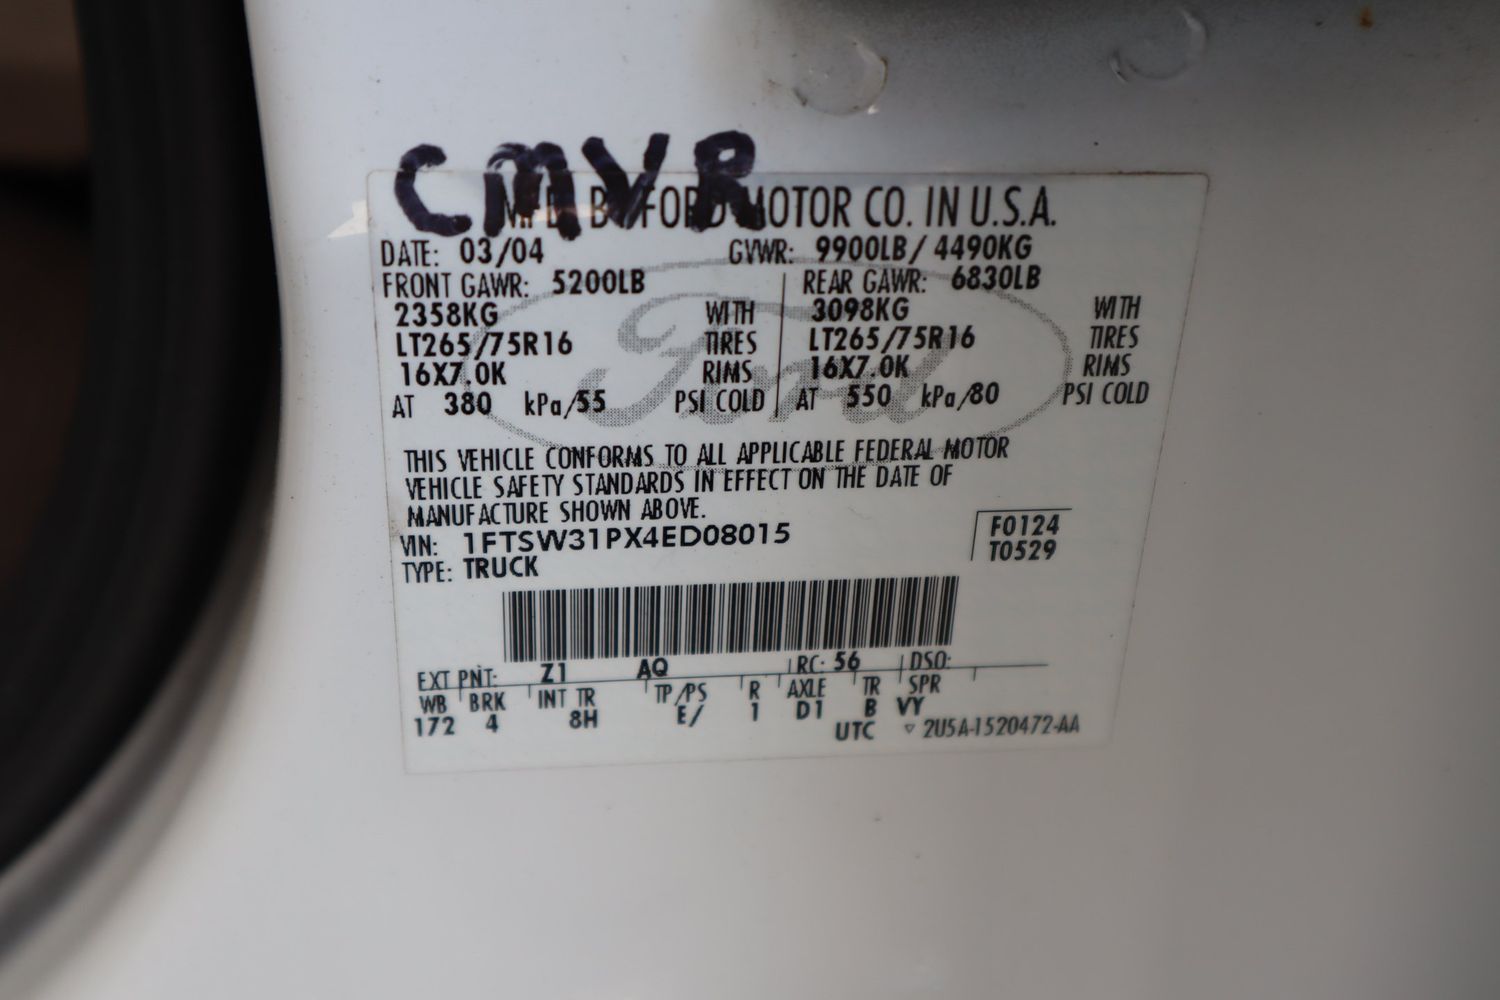 CMVR
MFD. BY FORD MOTOR CO. IN U.S.A.
DATE: 03/04 GVWR: 9900LB/ 4490KG
FRONT GAWR: 5200LB REAR GAWR: 6830LB
2358KG WITH 3098KG WITH
LT265/75R16 TIRES LT265/75R16 TIRES
16X7.0K RIMS 16X7.0K RIMS
AT 380 kPa/55 PSI COLD AT 550 kPa/80 PSI COLD
Ford
THIS VEHICLE CONFORMS TO ALL APPLICABLE FEDERAL MOTOR
VEHICLE SAFETY STANDARDS IN EFFECT ON THE DATE OF
MANUFACTURE SHOWN ABOVE.
VIN: 1FTSW31PX4ED08015 F0124
TYPE: TRUCK T0529
EXT PNT: Z1 AQ RC: 56 DSO:
WB BRK INT TR TP/PS R AXLE TR SPR
172 4 8H E/ 1 D1 B VY
UTC ▽ 2U5A-1520472-AA